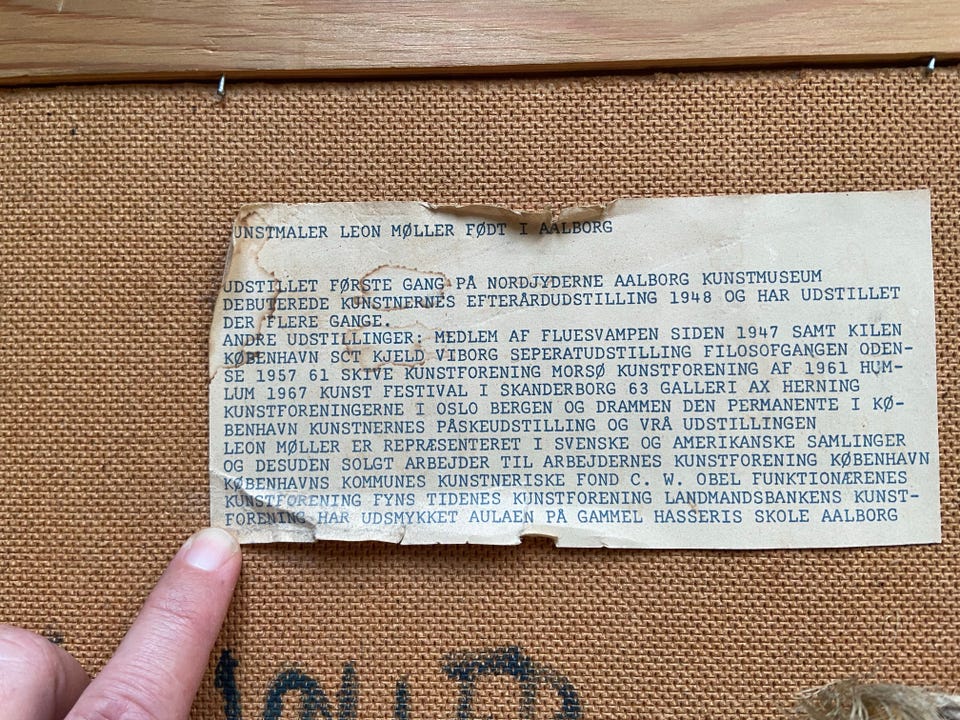 UNSTMALER LEON MØLLER FØDT I AALBORG
UDSTILLET FØRSTE GANG PÅ NORDJYDERNE AALBORG KUNSTMUSEUM
DEBUTEREDE KUNSTNERNES EFTERÅRDUDSTILLING 1948 OG HAR UDSTILLET
DER FLERE GANGE.
ANDRE UDSTILLINGER: MEDLEM AF FLUESVAMPEN SIDEN 1947 SAMT KILEN
KØBENHAVN SCT KJELD VIBORG SEPERATUDSTILLING FILOSOFGANGEN ODEN-
SE 1957 61 SKIVE KUNSTFORENING MORSØ KUNSTFORENING AF 1961 HUM-
LUM 1967 KUNST FESTIVAL I SKANDERBORG 63 GALLERI AX HERNING
KUNSTFORENINGERNE I OSLO BERGEN OG DRAMMEN DEN PERMANENTE I KØ-
BENHAVN KUNSTNERNES PÅSKEUDSTILLING OG VRÅ UDSTILLINGEN
LEON MØLLER ER REPRÆSENTERET I SVENSKE OG AMERIKANSKE SAMLINGER
OG DESUDEN SOLGT ARBEJDER TIL ARBEJDERNES KUNSTFORENING KØBENHAVN
KØBENHAVNS KOMMUNES KUNSTNERISKE FOND C. W. OBEL FUNKTIONÆRENES
KUNSTFORENING FYNS TIDENES KUNSTFORENING LANDMANDSBANKENS KUNST-
FORENING HAR UDSMYKKET AULAEN PÅ GAMMEL HASSERIS SKOLE AALBORG